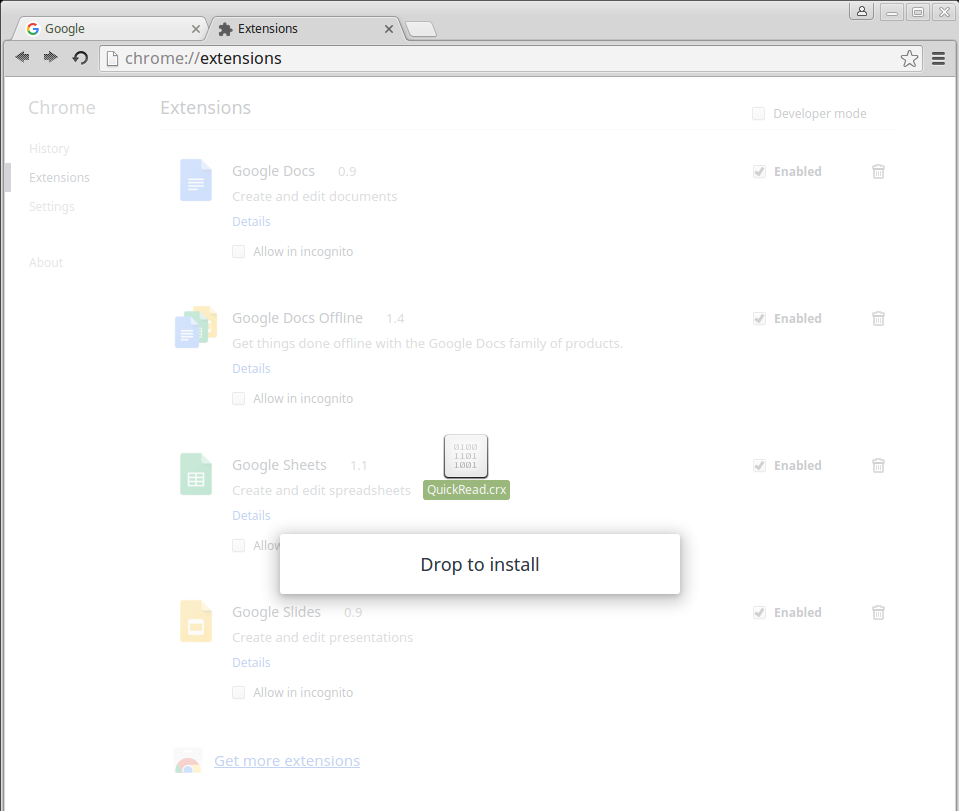 Google
Extensions
chrome://extensions
Chrome
Extensions
Developer mode
History
Extensions
Settings
About
Google Docs 0.9
Enabled
Create and edit documents
Details
Allow in incognito
Google Docs Offline 1.4
Enabled
Get things done offline with the Google Docs family of products.
Details
Allow in incognito
0100
1101
1001
QuickRead.crx
Google Sheets 1.1
Enabled
Create and edit spreadsheets
Details
Allow
Drop to install
Google Slides 0.9
Enabled
Create and edit presentations
Details
Allow in incognito
Get more extensions